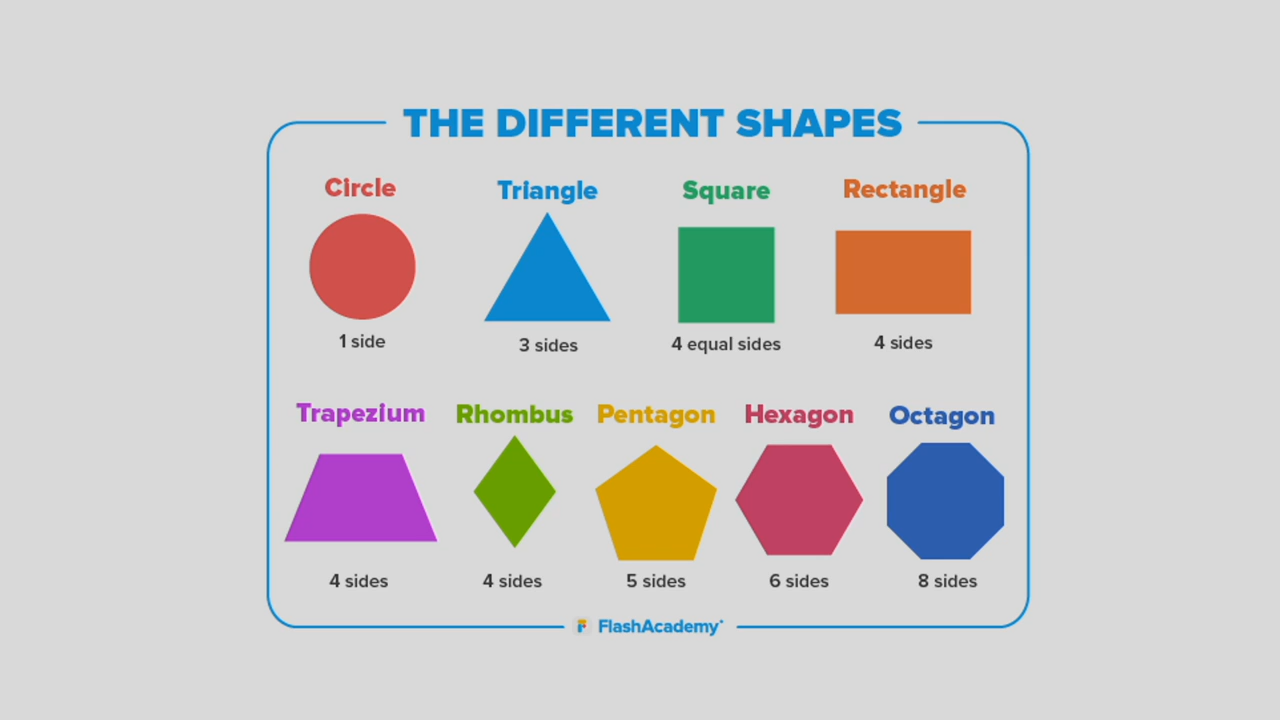 THE DIFFERENT SHAPES
Circle
Triangle
Square
Rectangle
1 side
3 sides
4 equal sides
4 sides
Trapezium
Rhombus
Pentagon
Hexagon
Octagon
4 sides
4 sides
5 sides
6 sides
8 sides
FlashAcademy